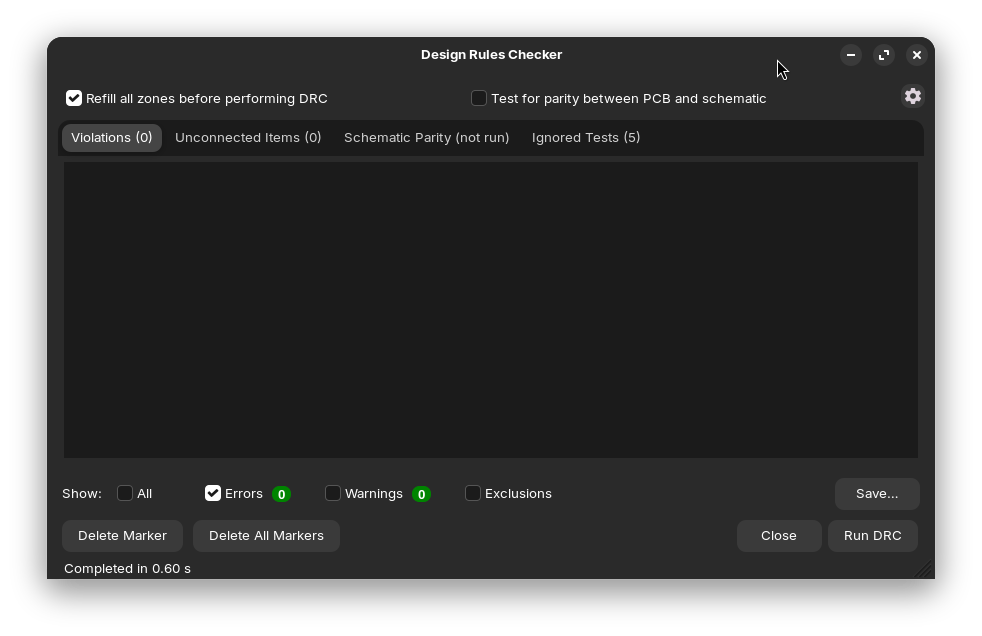 Design Rules Checker
Refill all zones before performing DRC Test for parity between PCB and schematic
Violations (0) Unconnected Items (0) Schematic Parity (not run) Ignored Tests (5)
Show: All Errors 0 Warnings 0 Exclusions Save...
Delete Marker Delete All Markers Close Run DRC
Completed in 0.60 s